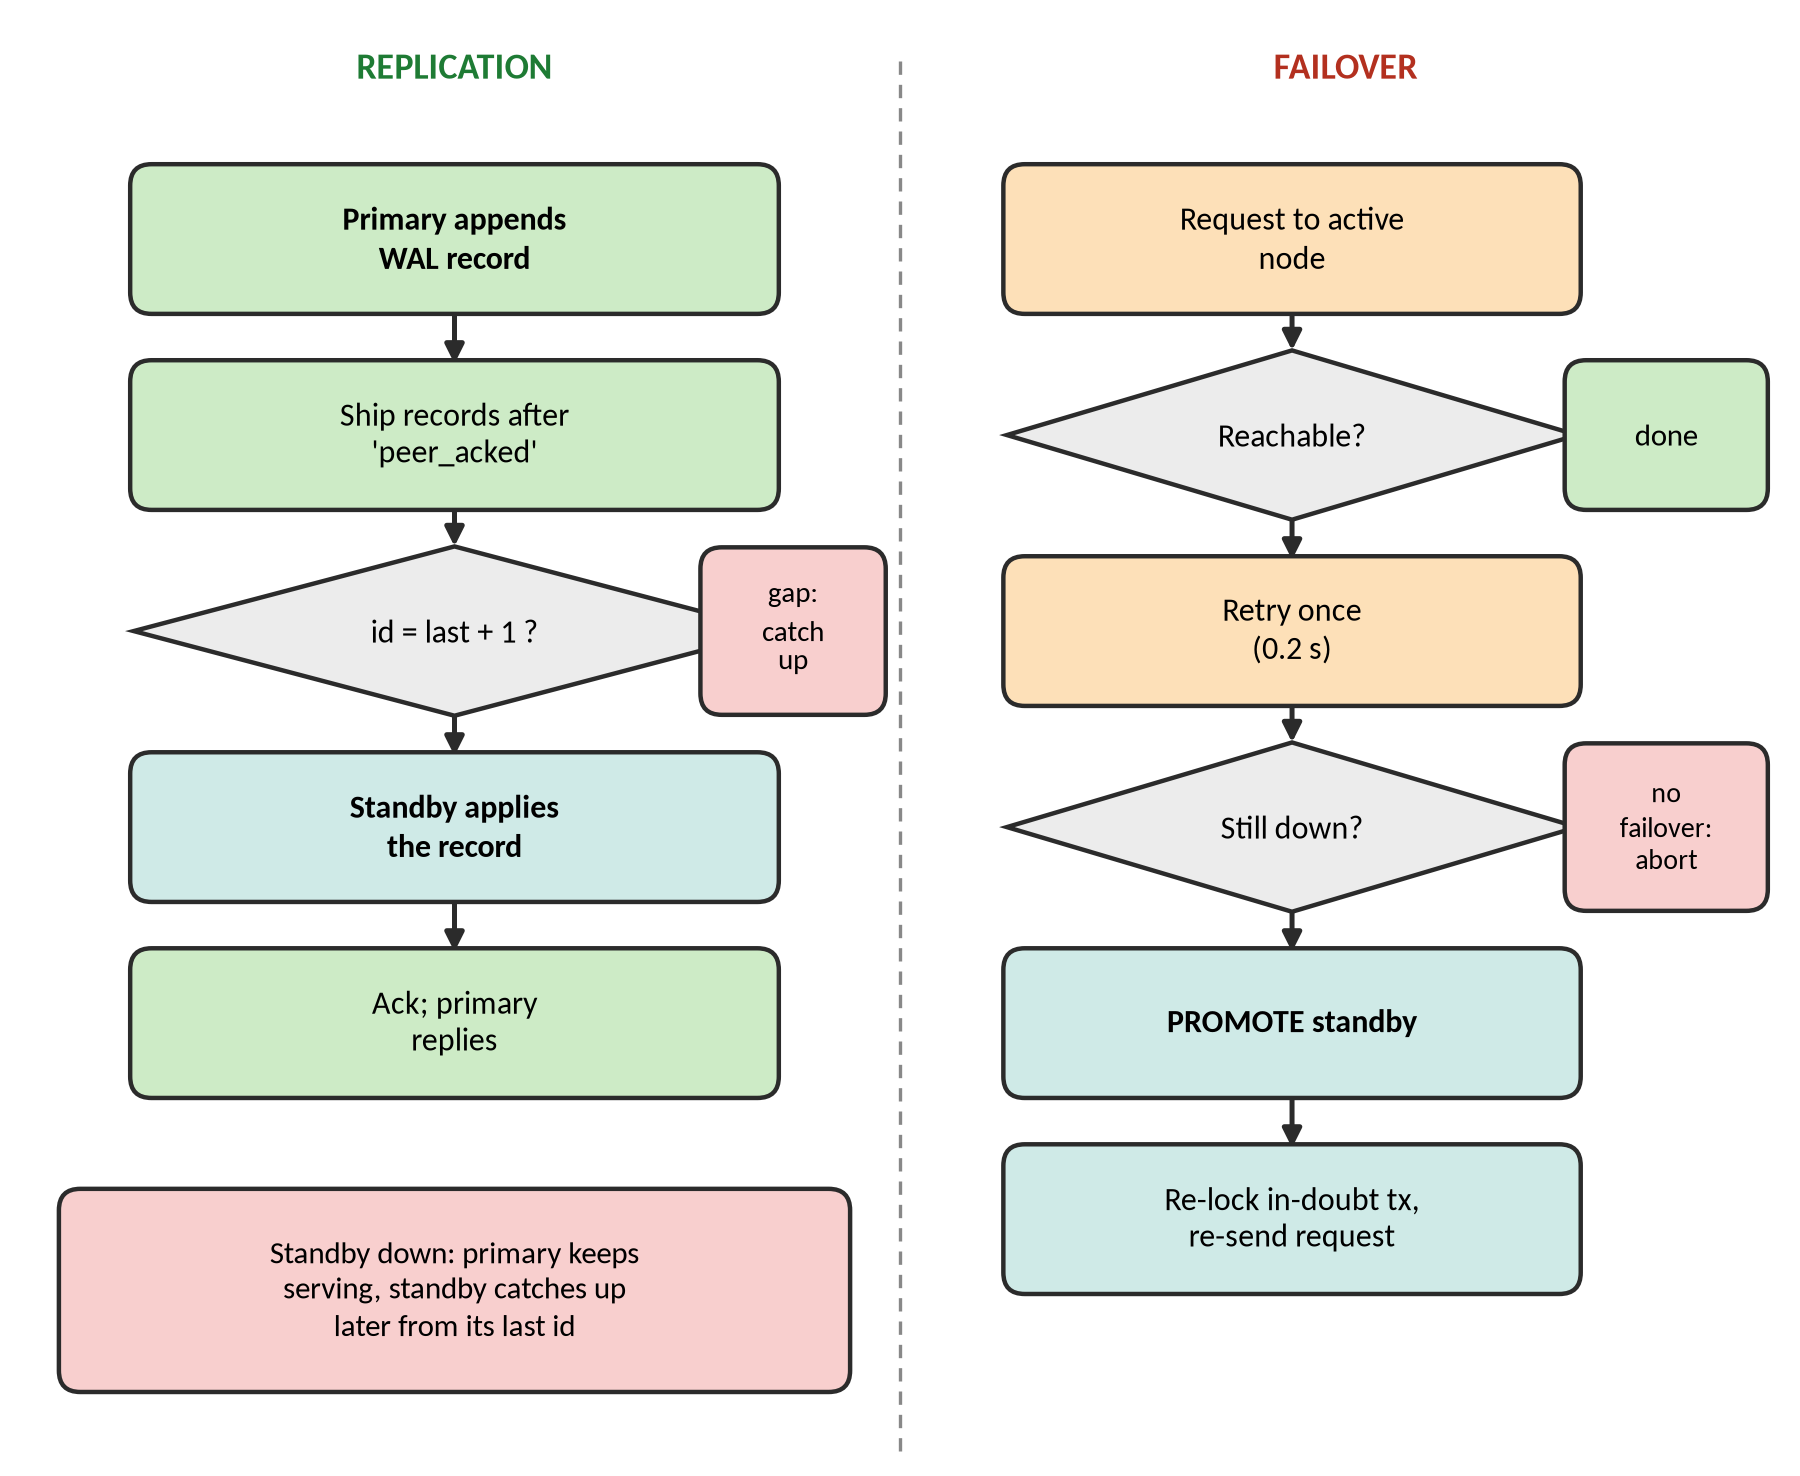 REPLICATION
Primary appends
WAL record
Ship records after
'peer_acked'
id = last + 1 ?
gap:
catch
up
Standby applies
the record
Ack; primary
replies
Standby down: primary keeps
serving, standby catches up
later from its last id
FAILOVER
Request to active
node
Reachable?
done
Retry once
(0.2 s)
Still down?
no
failover:
abort
PROMOTE standby
Re-lock in-doubt tx,
re-send request